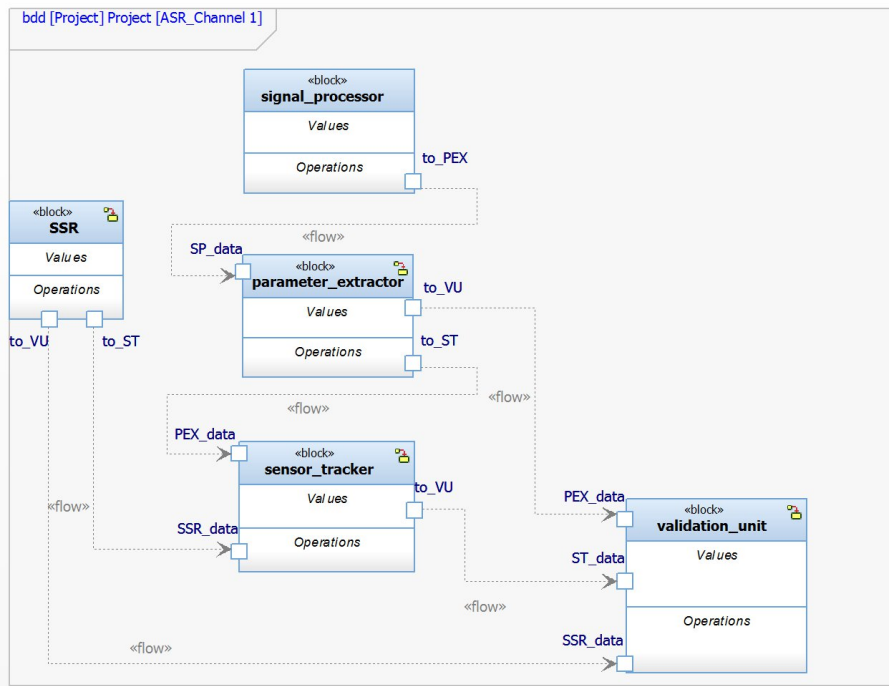 bdd [Project] Project [ASR_Channel 1]
«block»
signal_processor
Values
Operations
to_PEX
«flow»
«block»
SSR
Values
Operations
to_VU
to_ST
SP_data
«block»
parameter_extractor
Values
Operations
to_VU
to_ST
«flow»
«flow»
PEX_data
«block»
sensor_tracker
Values
Operations
to_VU
SSR_data
«flow»
PEX_data
«block»
validation_unit
Values
Operations
ST_data
«flow»
SSR_data
«flow»